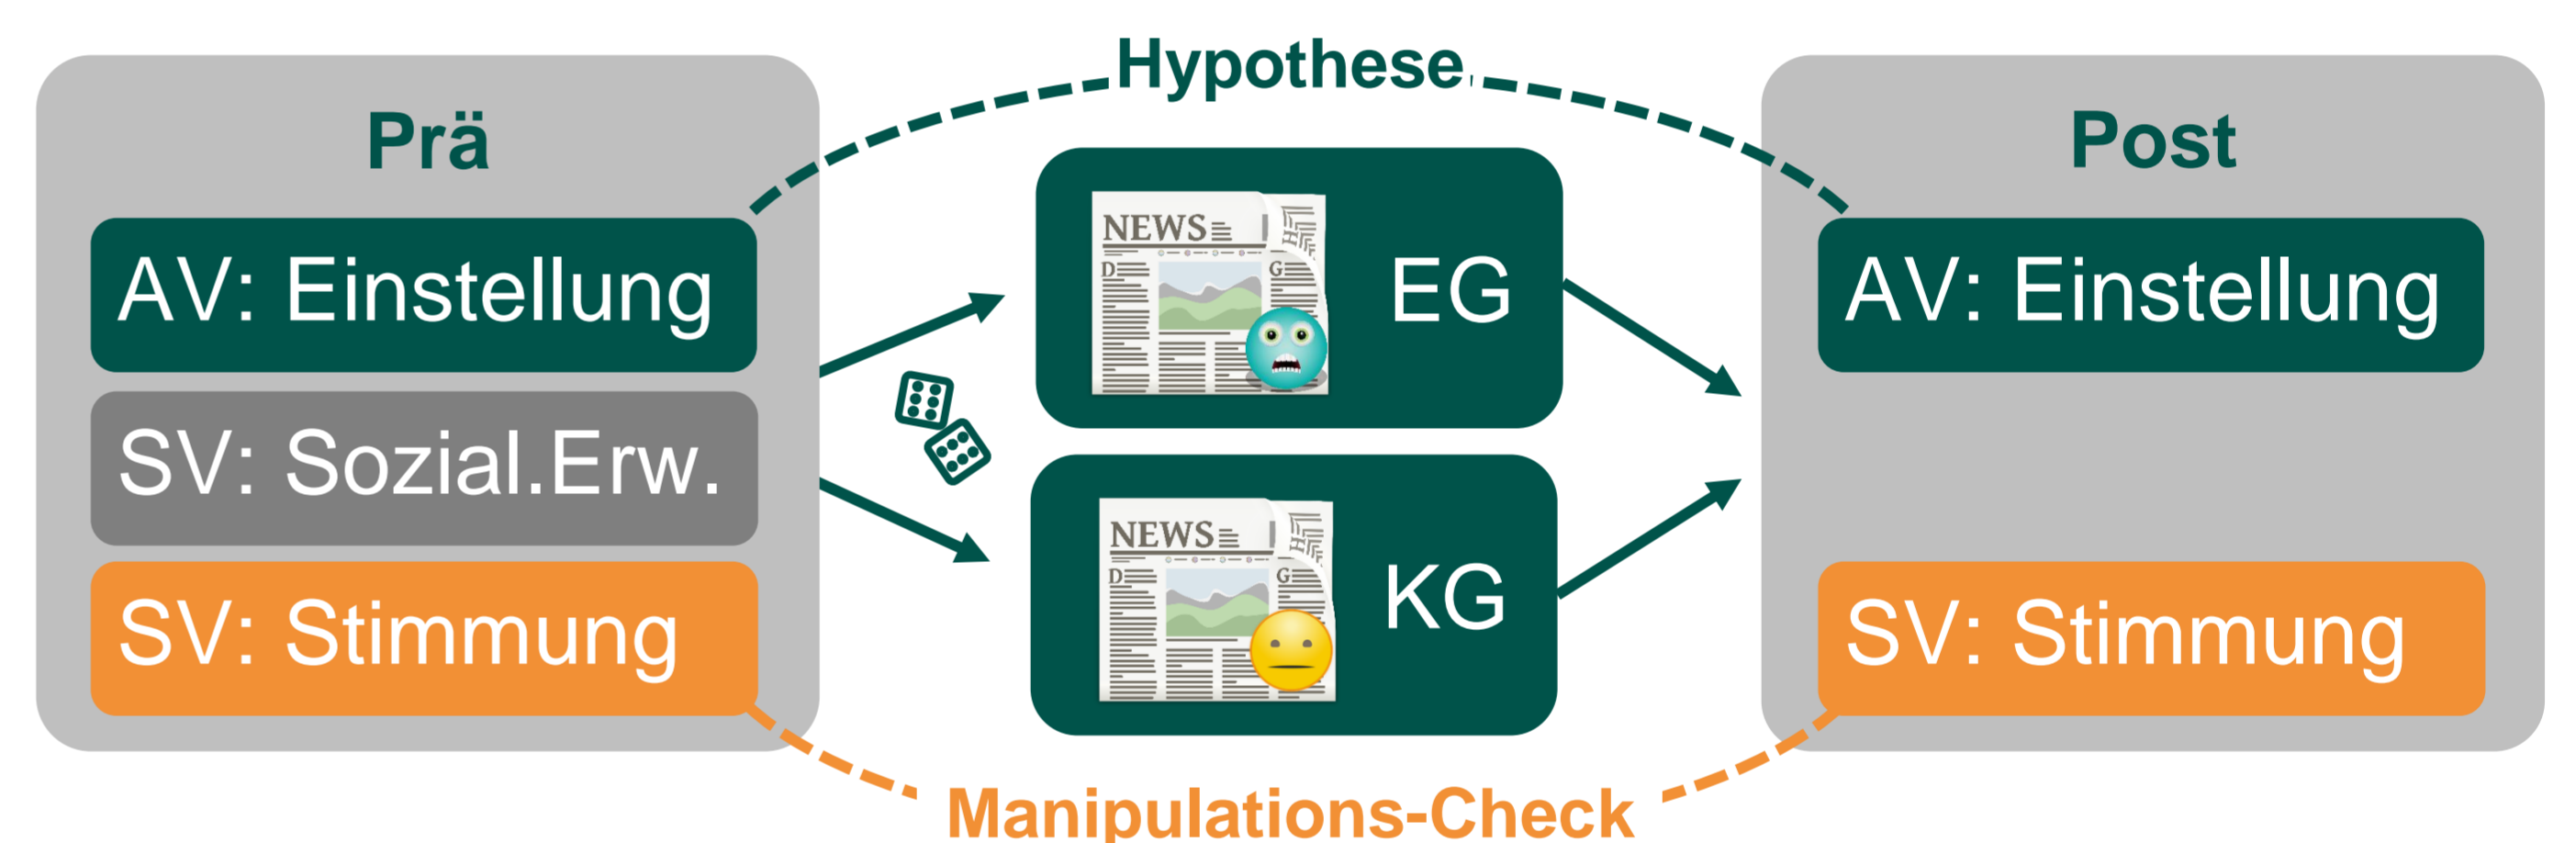 Hypothese
Prä
Post
AV: Einstellung
SV: Sozial.Erw.
SV: Stimmung
NEWS
D
G
H
EG
NEWS
D
G
H
KG
AV: Einstellung
SV: Stimmung
Manipulations-Check